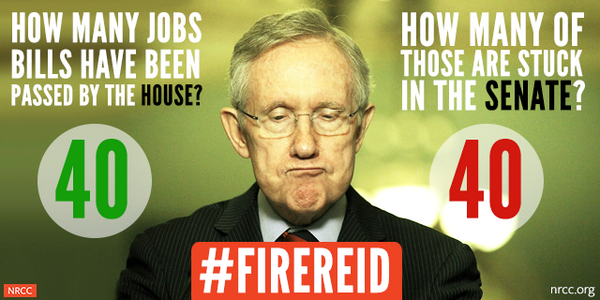 HOW MANY JOBS
BILLS HAVE BEEN
PASSED BY THE HOUSE?
40
HOW MANY OF
THOSE ARE STUCK
IN THE SENATE?
40
#FIREREID
NRCC
nrcc.org